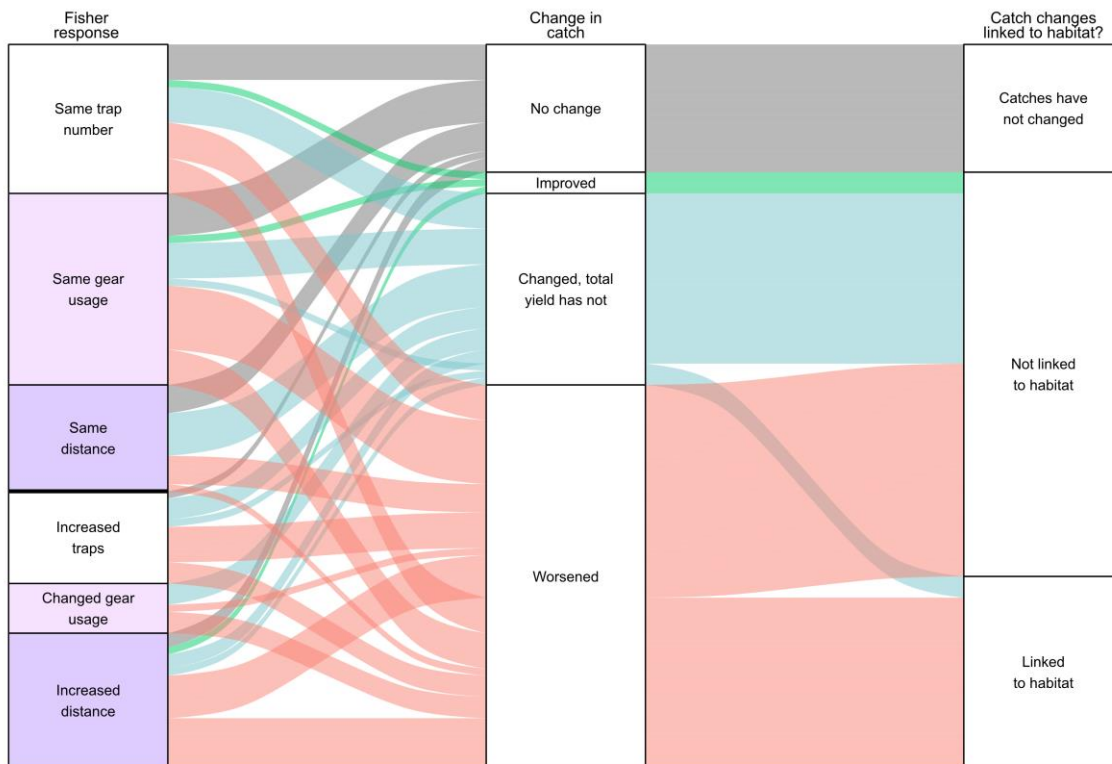 Fisher
response
Change in
catch
Catch changes
linked to habitat?
Same trap
number
No change
Catches have
not changed
Improved
Same gear
usage
Changed, total
yield has not
Not linked
to habitat
Same
distance
Increased
traps
Worsened
Changed gear
usage
Increased
distance
Linked
to habitat